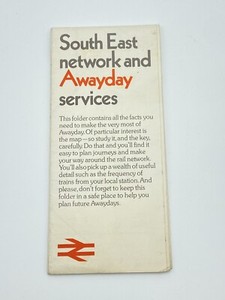 South East
network and
Awayday
services
This folder contains all the facts you
need to make the very most of
Awayday. Of particular interest is
the map – so study it, and the key,
carefully. Do that and you'll find it
easy to plan journeys and make
your way around the rail network.
You'll also pick up a wealth of useful
detail such as the frequency of
trains from your local station. And
please, don't forget to keep this
folder in a safe place to help you
plan future Awaydays.